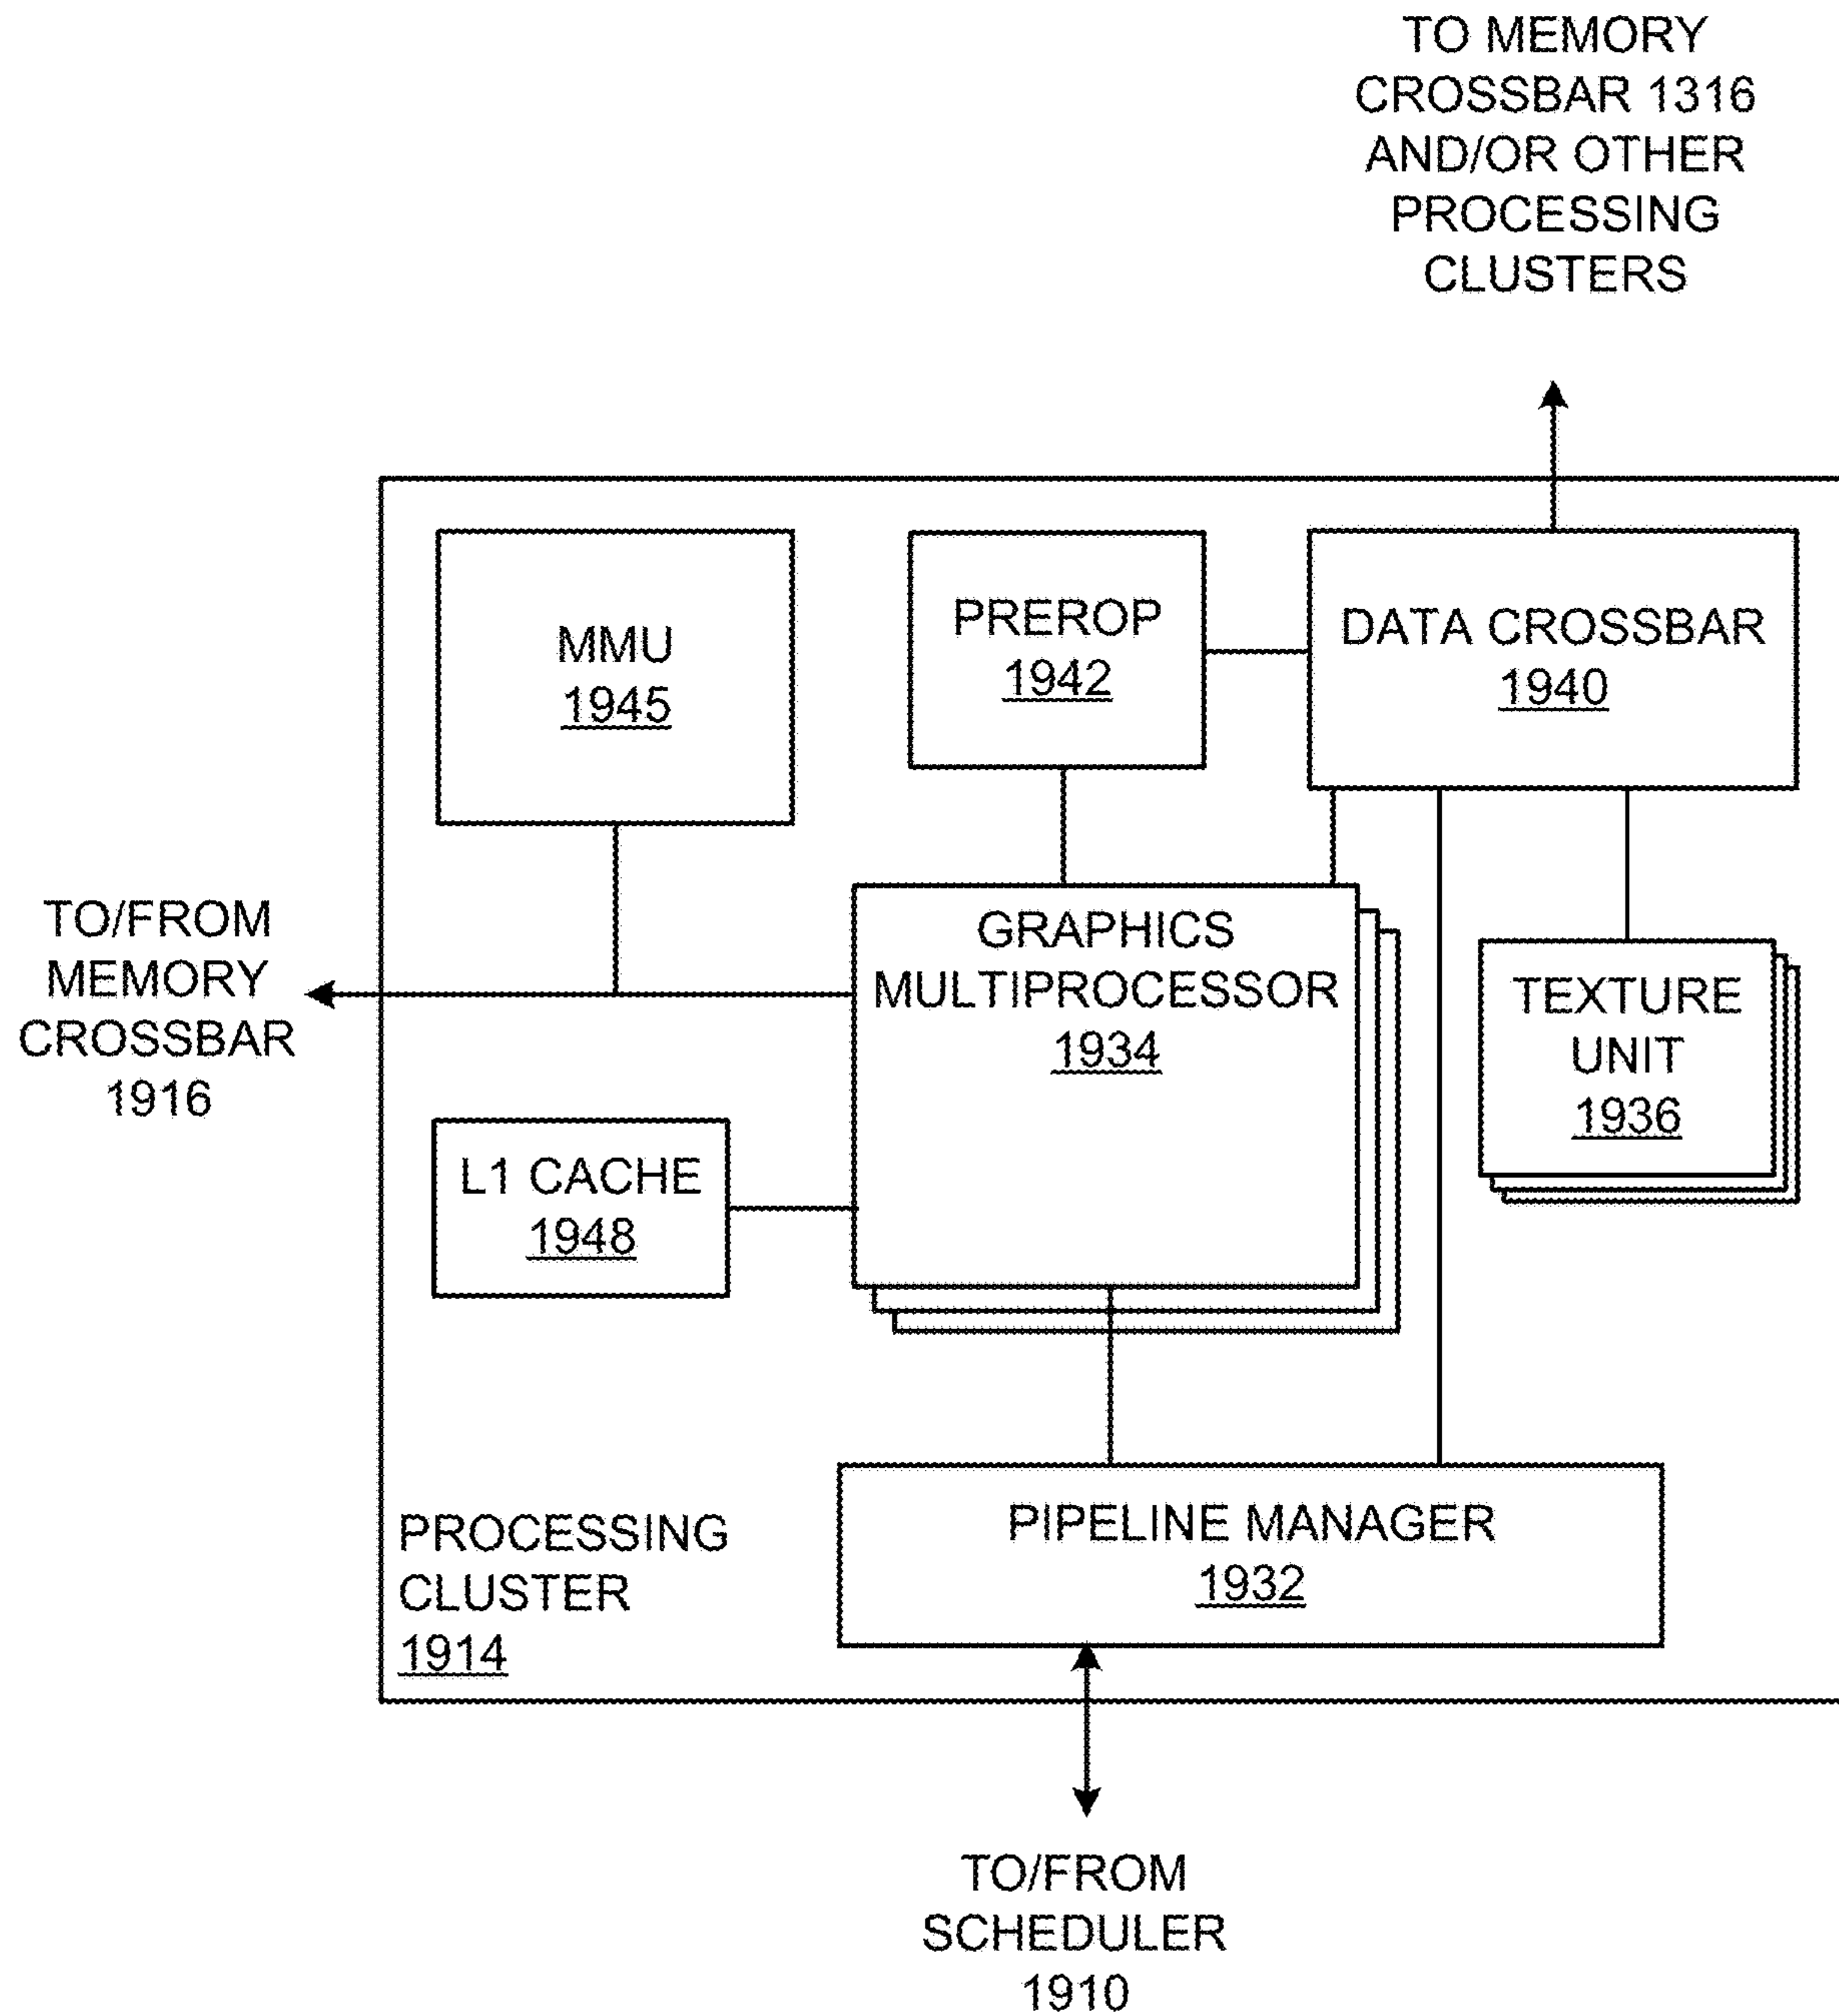 TO MEMORY
CROSSBAR 1316
AND/OR OTHER
PROCESSING
CLUSTERS
MMU
1945
PREROP
1942
DATA CROSSBAR
1940
TO/FROM
MEMORY
CROSSBAR
1916
GRAPHICS
MULTIPROCESSOR
1934
TEXTURE
UNIT
1936
L1 CACHE
1948
PROCESSING
CLUSTER
1914
PIPELINE MANAGER
1932
TO/FROM
SCHEDULER
1910